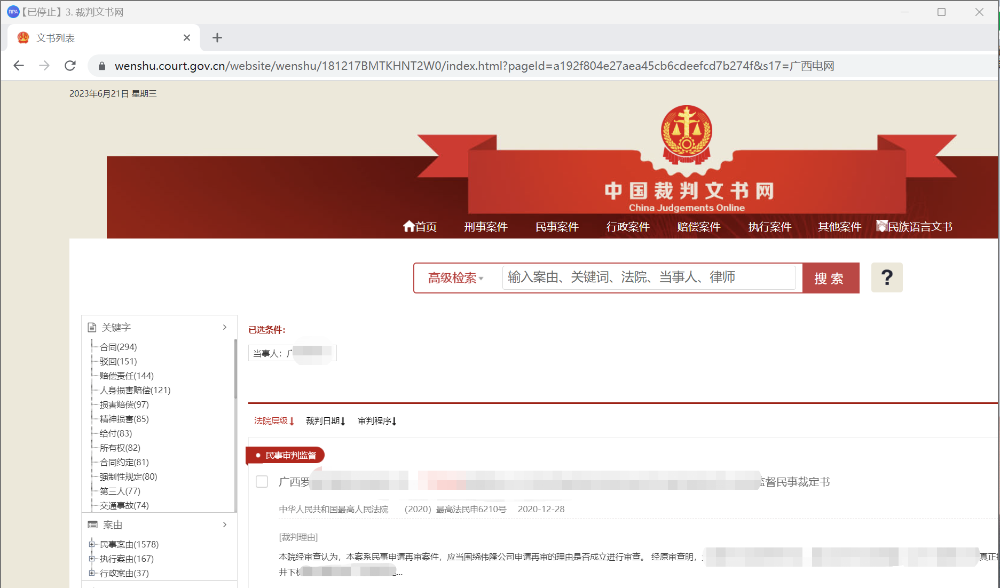 RPA【已停止】3. 裁判文书网
文书列表
wenshu.court.gov.cn/website/wenshu/181217BMTKHNT2W0/index.html?pageId=a192f804e27aea45cb6cdeefcd7b274f&s17=广西电网
2023年6月21日 星期三
中国裁判文书网
China Judgements Online
首页 刑事案件 民事案件 行政案件 赔偿案件 执行案件 其他案件 民族语言文书
高级检索 输入案由、关键词、法院、当事人、律师 搜索 ?
关键字
合同(294)
驳回(151)
赔偿责任(144)
人身损害赔偿(121)
损害赔偿(97)
精神损害(85)
给付(83)
所有权(82)
合同约定(81)
强制性规定(80)
第三人(77)
交通事故(74)
案由
民事案由(1578)
执行案由(167)
行政案由(37)
已选条件：
当事人：广
法院层级 裁判日期 审判程序
民事审判监督
广西罗 监督民事裁定书
中华人民共和国最高人民法院 （2020）最高法民申6210号 2020-12-28
[裁判理由]
本院经审查认为，本案系民事申请再审案件，应当围绕伟隆公司申请再审的理由是否成立进行审查。 经原审查明， 真正
井下 ...